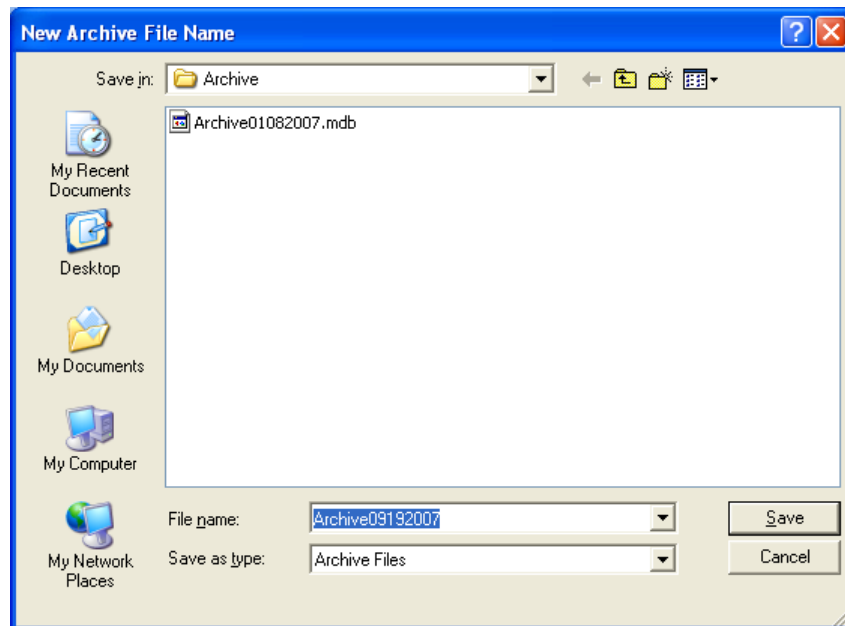 New Archive File Name
Save in: Archive
Archive01082007.mdb
My Recent
Documents
Desktop
My Documents
My Computer
My Network
Places
File name: Archive09192007 Save
Save as type: Archive Files Cancel